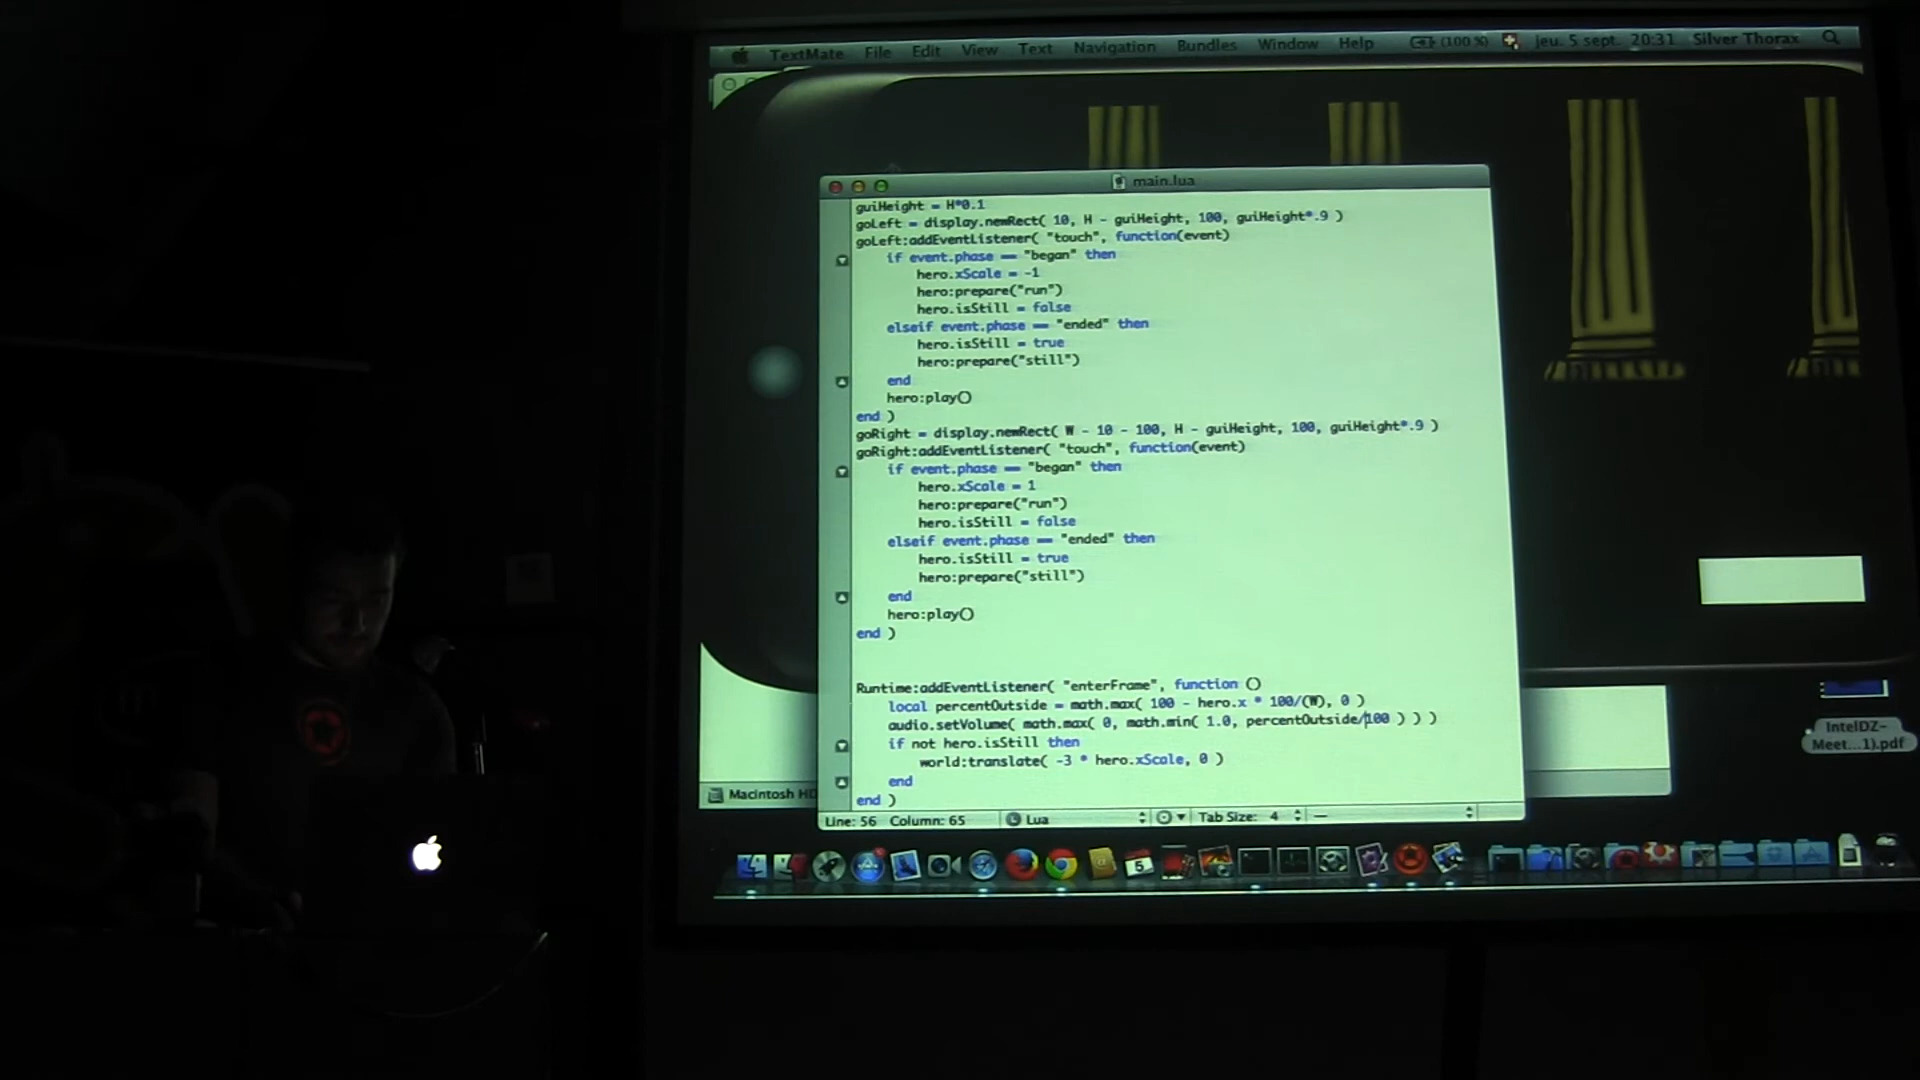 TextMate File Edit View Text Navigation Bundles Window Help (100 %) jeu. 5 sept. 20:31 Silver Thorax
main.lua
guiHeight = H*0.1
goLeft = display.newRect( 10, H - guiHeight, 100, guiHeight*.9 )
goLeft:addEventListener( "touch", function(event)
if event.phase == "began" then
hero.xScale = -1
hero:prepare("run")
hero.isStill = false
elseif event.phase == "ended" then
hero.isStill = true
hero:prepare("still")
end
hero:play()
end )
goRight = display.newRect( W - 10 - 100, H - guiHeight, 100, guiHeight*.9 )
goRight:addEventListener( "touch", function(event)
if event.phase == "began" then
hero.xScale = 1
hero:prepare("run")
hero.isStill = false
elseif event.phase == "ended" then
hero.isStill = true
hero:prepare("still")
end
hero:play()
end )
Runtime:addEventListener( "enterFrame", function ()
local percentOutside = math.max( 100 - hero.x * 100/(W), 0 )
audio.setVolume( math.max( 0, math.min( 1.0, percentOutside/100 ) ) )
if not hero.isStill then
world:translate( -3 * hero.xScale, 0 )
end
end )
Line: 56 Column: 65 Lua Tab Size: 4
IntelDZ-
Meet...1).pdf
Macintosh HD
5